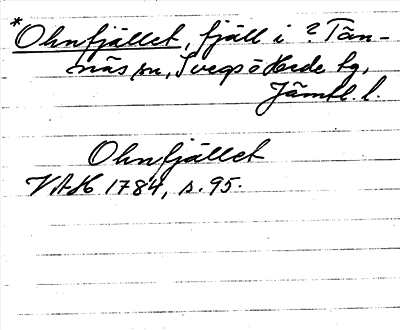 *Ohnfjället, fjäll i ? Tän-
näs sn, Svegs o Hede tg,
Jämtl. l.
Ohnfjället
VAH 1784, s. 95.